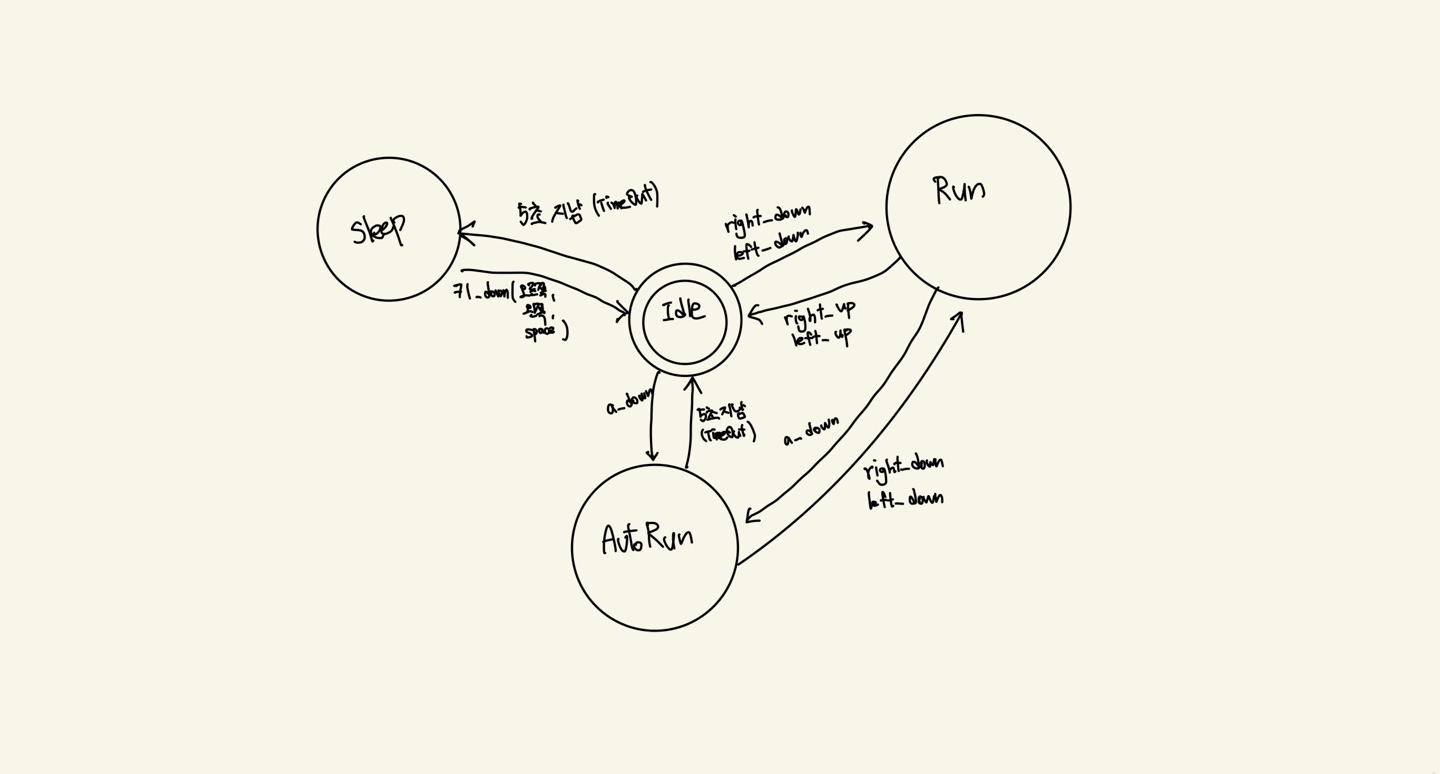 Sleep
5초 지남 (TimeOut)
키_down(오른쪽,
왼쪽,
space)
Idle
right_down
left_down
Run
right_up
left_up
a_down
5초 지남
(TimeOut)
a_down
right_down
left_down
AutoRun